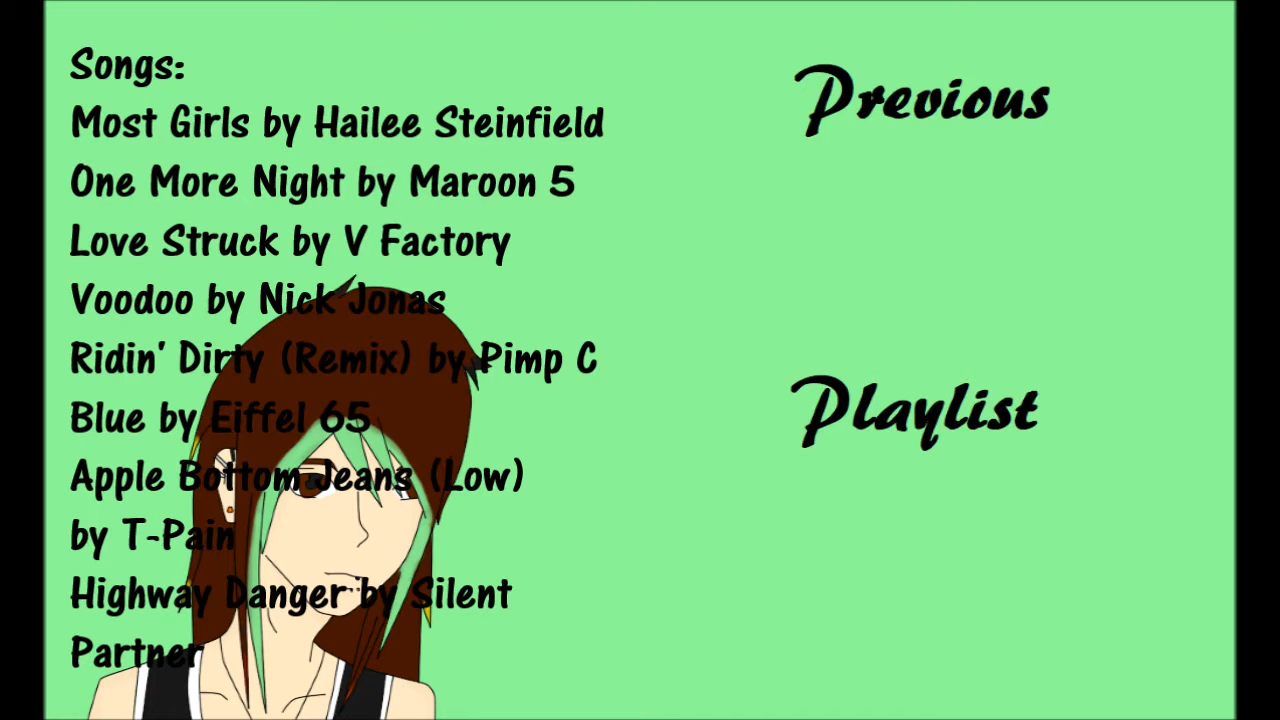 Songs:
Most Girls by Hailee Steinfield
One More Night by Maroon 5
Love Struck by V Factory
Voodoo by Nick Jonas
Ridin' Dirty (Remix) by Pimp C
Blue by Eiffel 65
Apple Bottom Jeans (Low)
by T-Pain
Highway Danger by Silent
Partner
Previous
Playlist